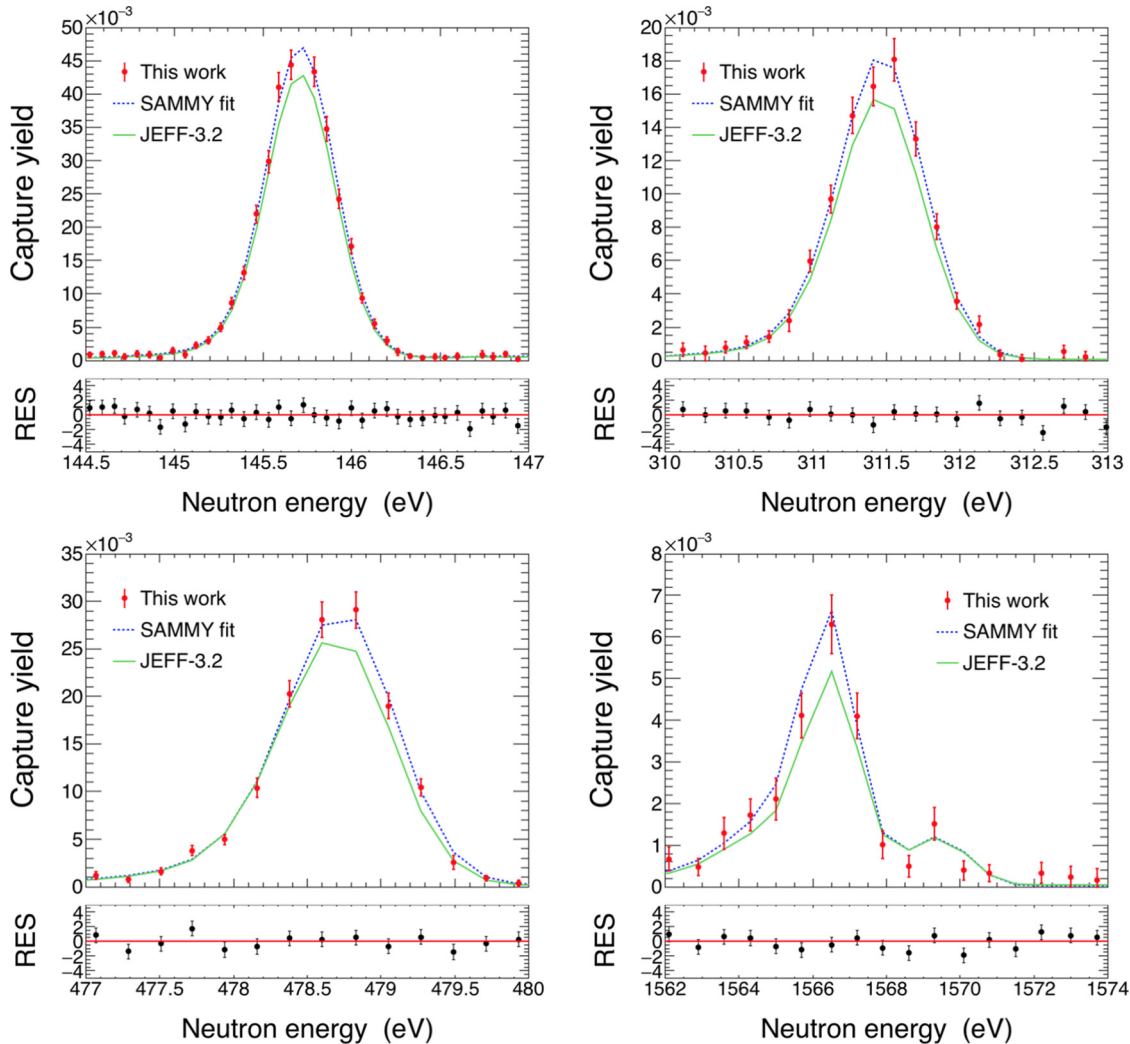 ×10⁻³
50
45
40
35
30
25
20
15
10
5
0
Capture yield
This work
SAMMY fit
JEFF-3.2
4
2
0
−2
−4
RES
144.5 145 145.5 146 146.5 147
Neutron energy (eV)
×10⁻³
20
18
16
14
12
10
8
6
4
2
0
Capture yield
This work
SAMMY fit
JEFF-3.2
4
2
0
−2
−4
RES
310 310.5 311 311.5 312 312.5 313
Neutron energy (eV)
×10⁻³
35
30
25
20
15
10
5
0
Capture yield
This work
SAMMY fit
JEFF-3.2
4
2
0
−2
−4
RES
477 477.5 478 478.5 479 479.5 480
Neutron energy (eV)
×10⁻³
8
7
6
5
4
3
2
1
0
Capture yield
This work
SAMMY fit
JEFF-3.2
4
2
0
−2
−4
RES
1562 1564 1566 1568 1570 1572 1574
Neutron energy (eV)